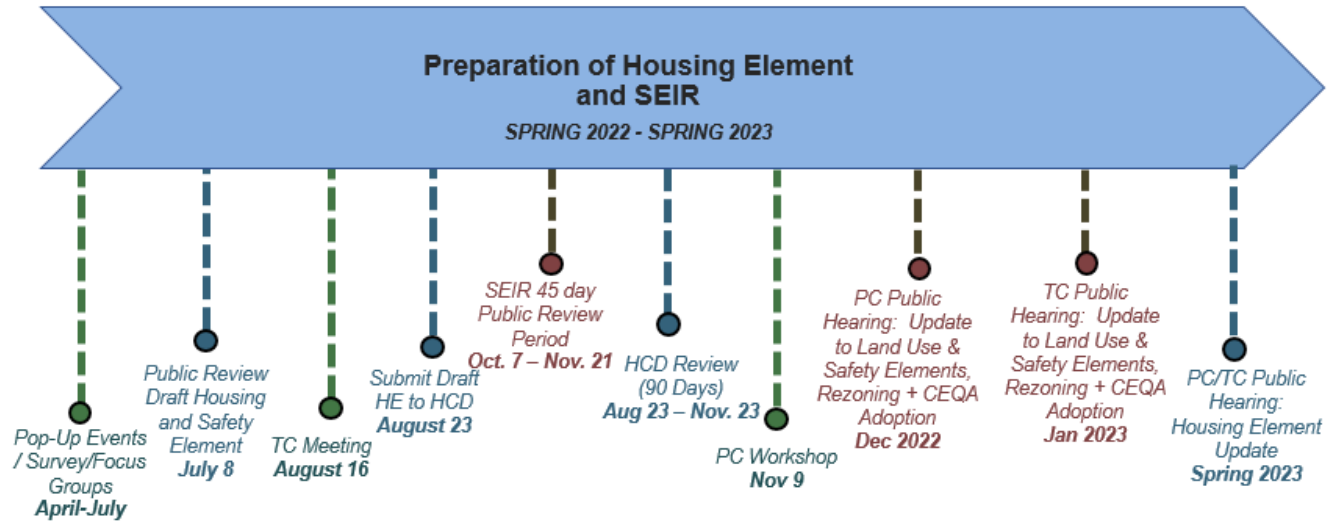 Preparation of Housing Element
and SEIR
SPRING 2022 - SPRING 2023
Pop-Up Events
/ Survey/Focus
Groups
April-July
Public Review
Draft Housing
and Safety
Element
July 8
TC Meeting
August 16
Submit Draft
HE to HCD
August 23
SEIR 45 day
Public Review
Period
Oct. 7 – Nov. 21
HCD Review
(90 Days)
Aug 23 – Nov. 23
PC Workshop
Nov 9
PC Public
Hearing: Update
to Land Use &
Safety Elements,
Rezoning + CEQA
Adoption
Dec 2022
TC Public
Hearing: Update
to Land Use &
Safety Elements,
Rezoning + CEQA
Adoption
Jan 2023
PC/TC Public
Hearing:
Housing Element
Update
Spring 2023